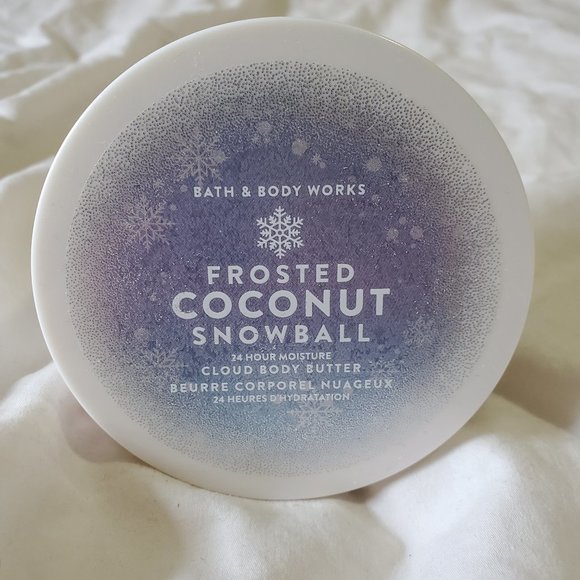 BATH & BODY WORKS
FROSTED
COCONUT
SNOWBALL
24 HOUR MOISTURE
CLOUD BODY BUTTER
BEURRE CORPOREL NUAGEUX
24 HEURES D'HYDRATATION